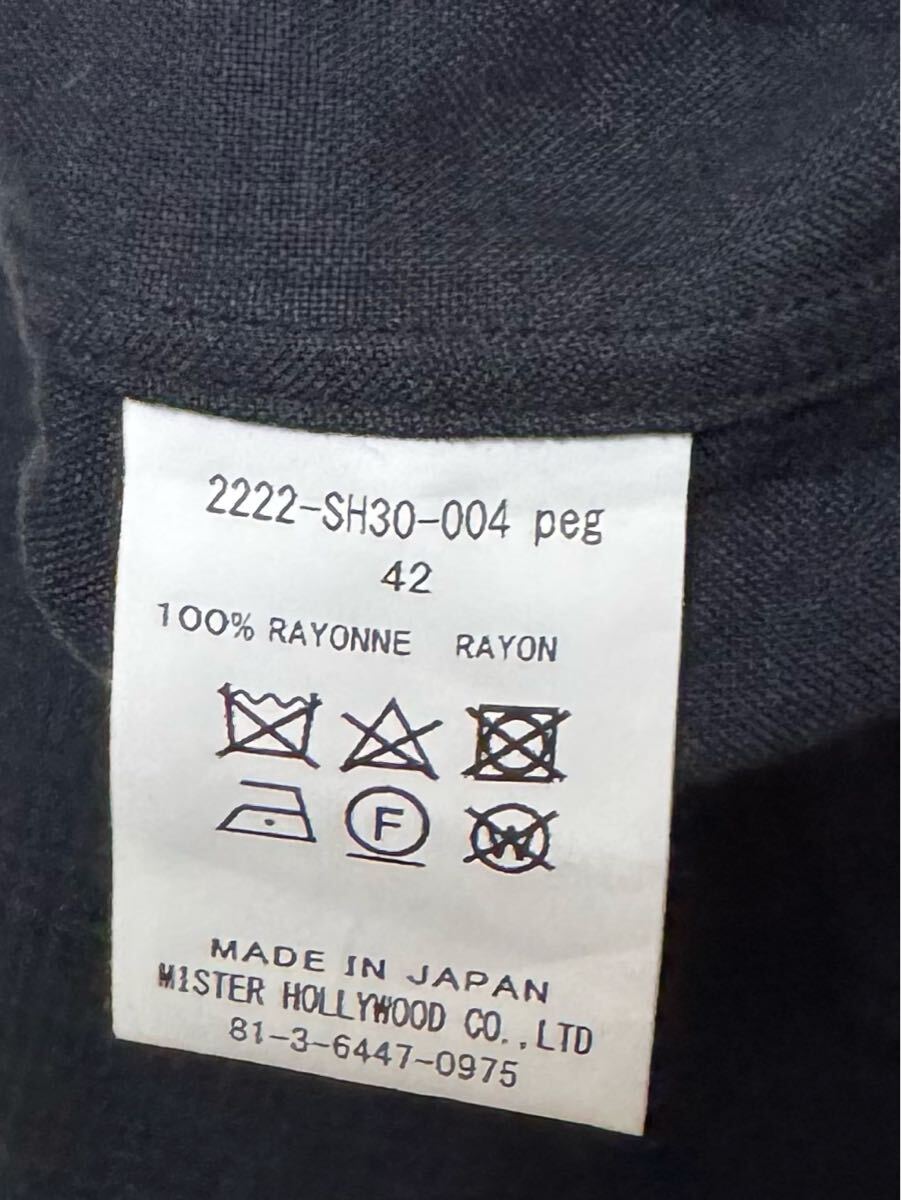 2222-SH30-004 peg
42
100% RAYONNE RAYON
F W
MADE IN JAPAN
MISTER HOLLYWOOD CO.,LTD
81-3-6447-0975